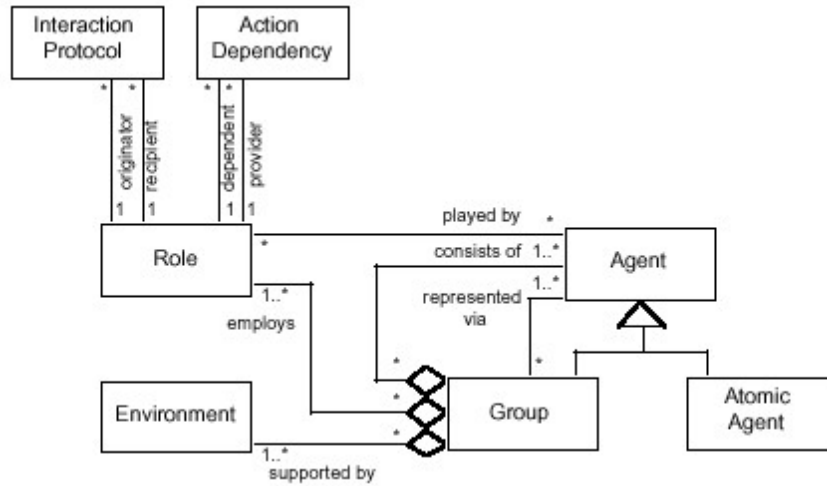 Interaction
Protocol
Action
Dependency
* *
* *
originator
recipient
dependent
provider
1 1
1 1
Role
played by *
*
consists of 1..*
Agent
1..*
1..*
represented
via
employs
*
*
*
*
Environment
Group
Atomic
Agent
1..*
supported by